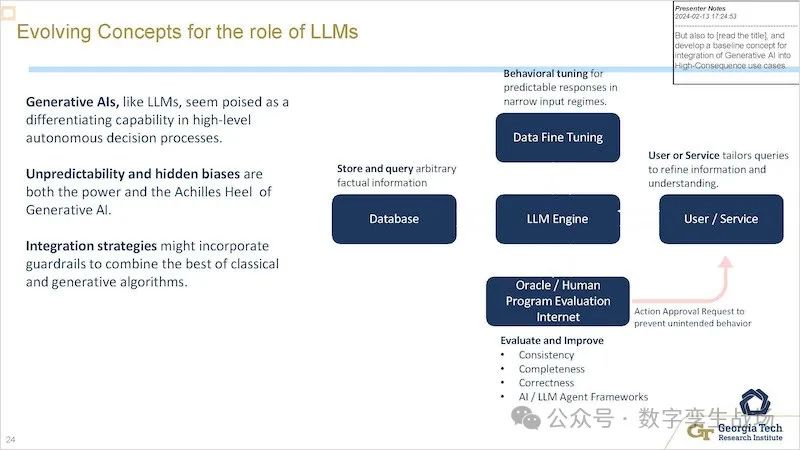 Evolving Concepts for the role of LLMs
Presenter Notes
2024-02-13 17:24:53
But also to [read the title], and
develop a baseline concept for
integration of Generative AI into
High-Consequence use cases.
Generative AIs, like LLMs, seem poised as a
differentiating capability in high-level
autonomous decision processes.
Unpredictability and hidden biases are
both the power and the Achilles Heel of
Generative AI.
Integration strategies might incorporate
guardrails to combine the best of classical
and generative algorithms.
Behavioral tuning for
predictable responses in
narrow input regimes.
Data Fine Tuning
Store and query arbitrary
factual information
Database
LLM Engine
User or Service tailors queries
to refine information and
understanding.
User / Service
Oracle / Human
Program Evaluation
Internet
Action Approval Request to
prevent unintended behavior
Evaluate and Improve
• Consistency
• Completeness
• Correctness
• AI / LLM Agent Frameworks
公众号 · 数字孪生战场
GT Georgia Tech
Research Institute
24